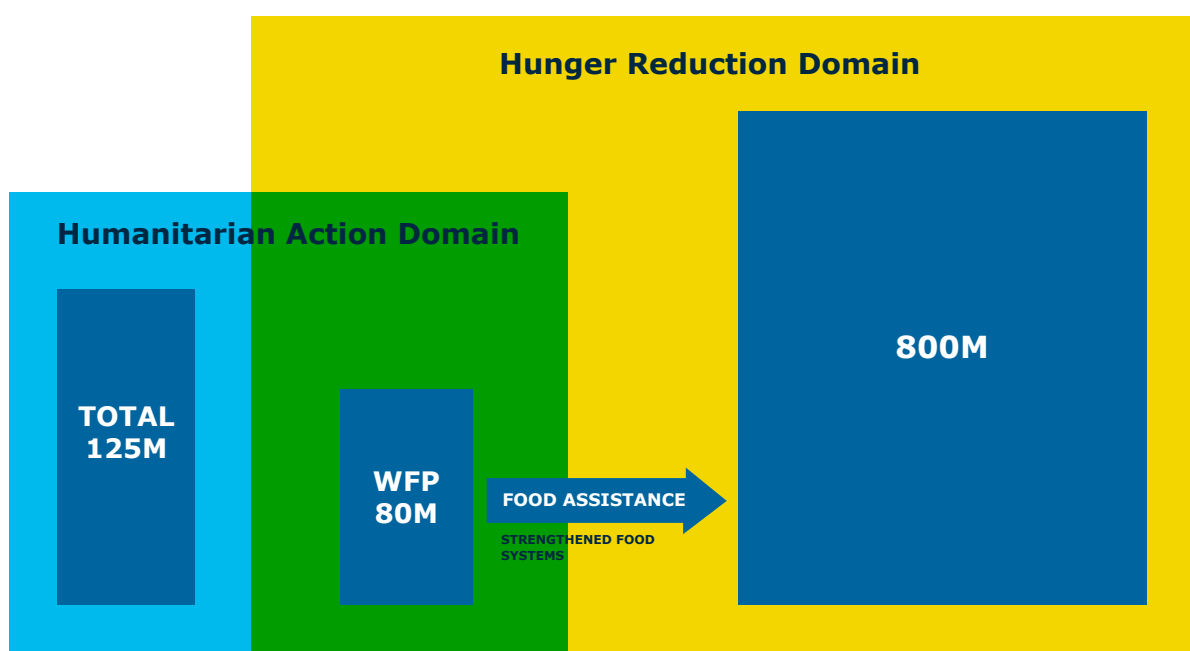 Hunger Reduction Domain
Humanitarian Action Domain
TOTAL
125M
WFP
80M
FOOD ASSISTANCE
STRENGTHENED FOOD
SYSTEMS
800M